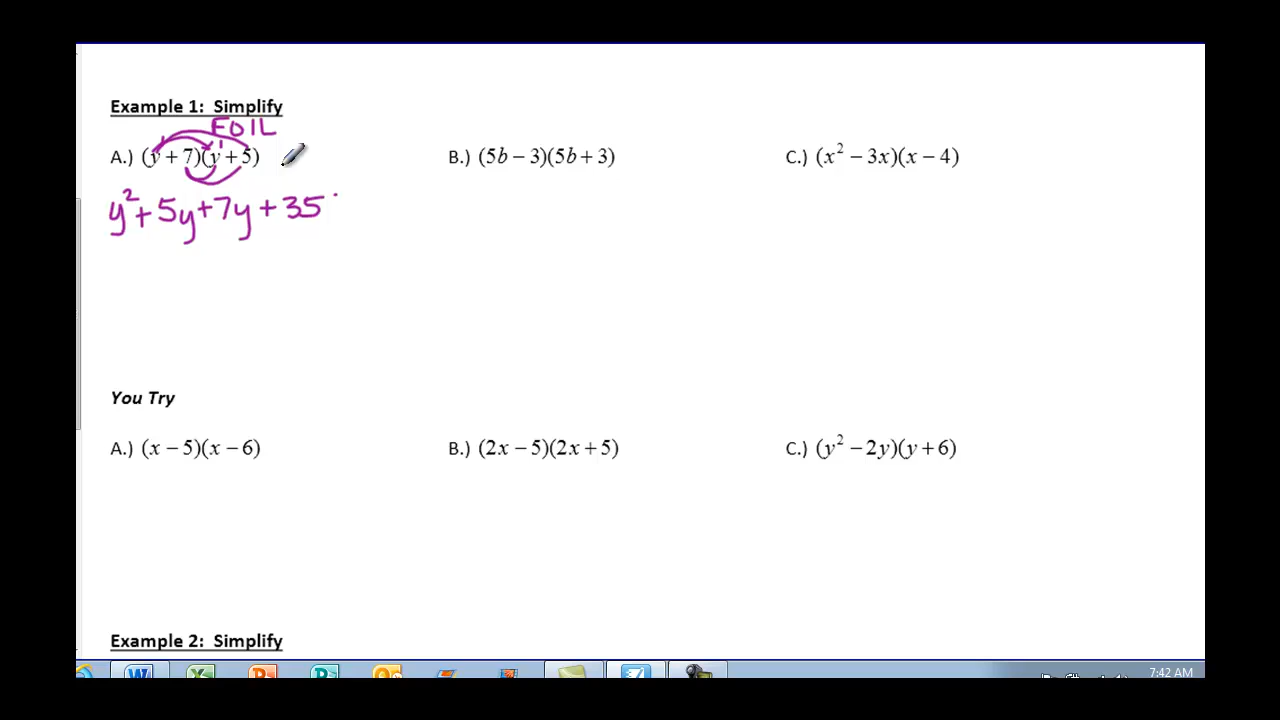 Example 1:  Simplify
FOIL
A.) (y + 7)(y + 5)
B.) (5b − 3)(5b + 3)
C.) (x² − 3x)(x − 4)
y² + 5y + 7y + 35
You Try
A.) (x − 5)(x − 6)
B.) (2x − 5)(2x + 5)
C.) (y² − 2y)(y + 6)
Example 2:  Simplify
7:42 AM